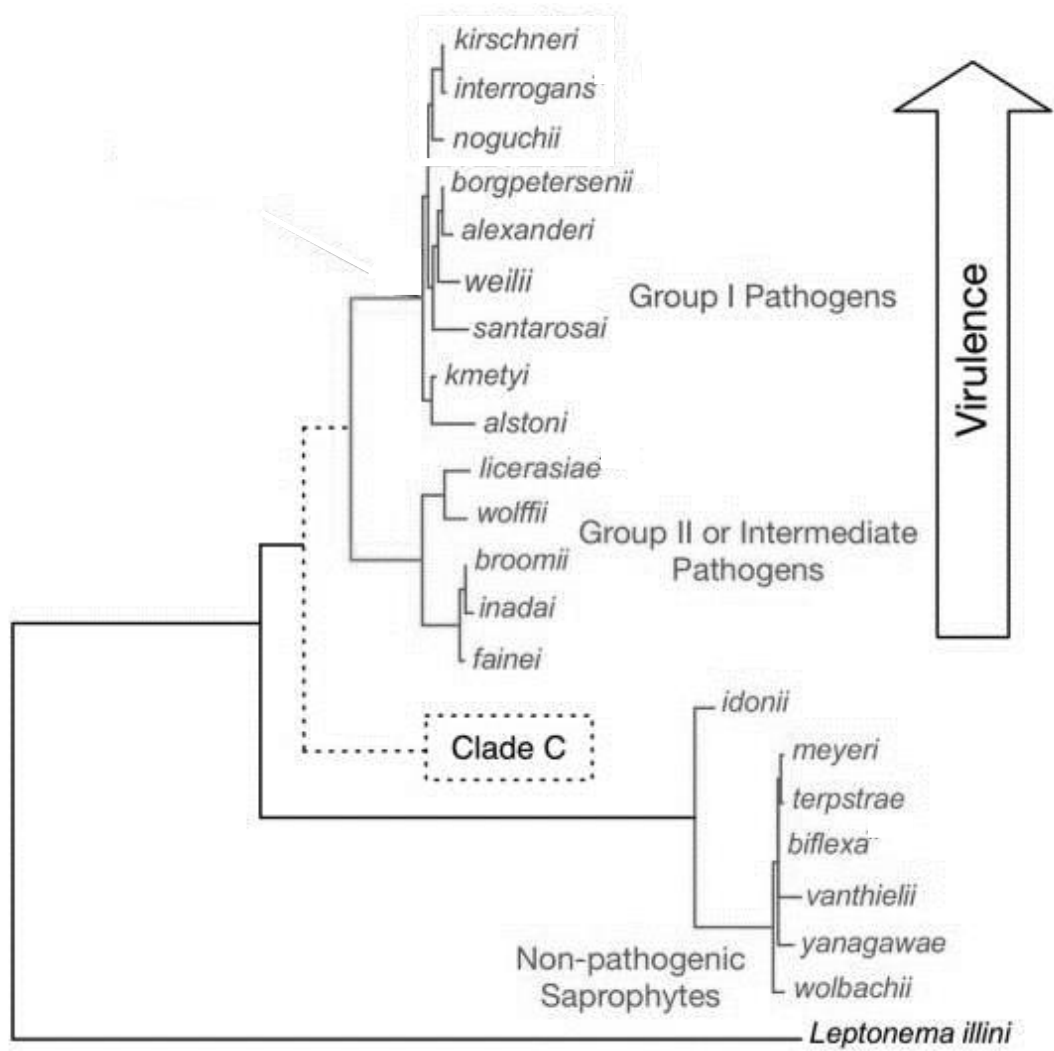 kirschneri
interrogans
noguchii
borgpetersenii
alexanderi
weilii
Group I Pathogens
santarosai
kmetyi
alstoni
Virulence
licerasiae
wolffii
Group II or Intermediate
Pathogens
broomii
inadai
fainei
idonii
Clade C
meyeri
terpstrae
biflexa
vanthielii
yanagawae
Non-pathogenic
Saprophytes
wolbachii
Leptonema illini